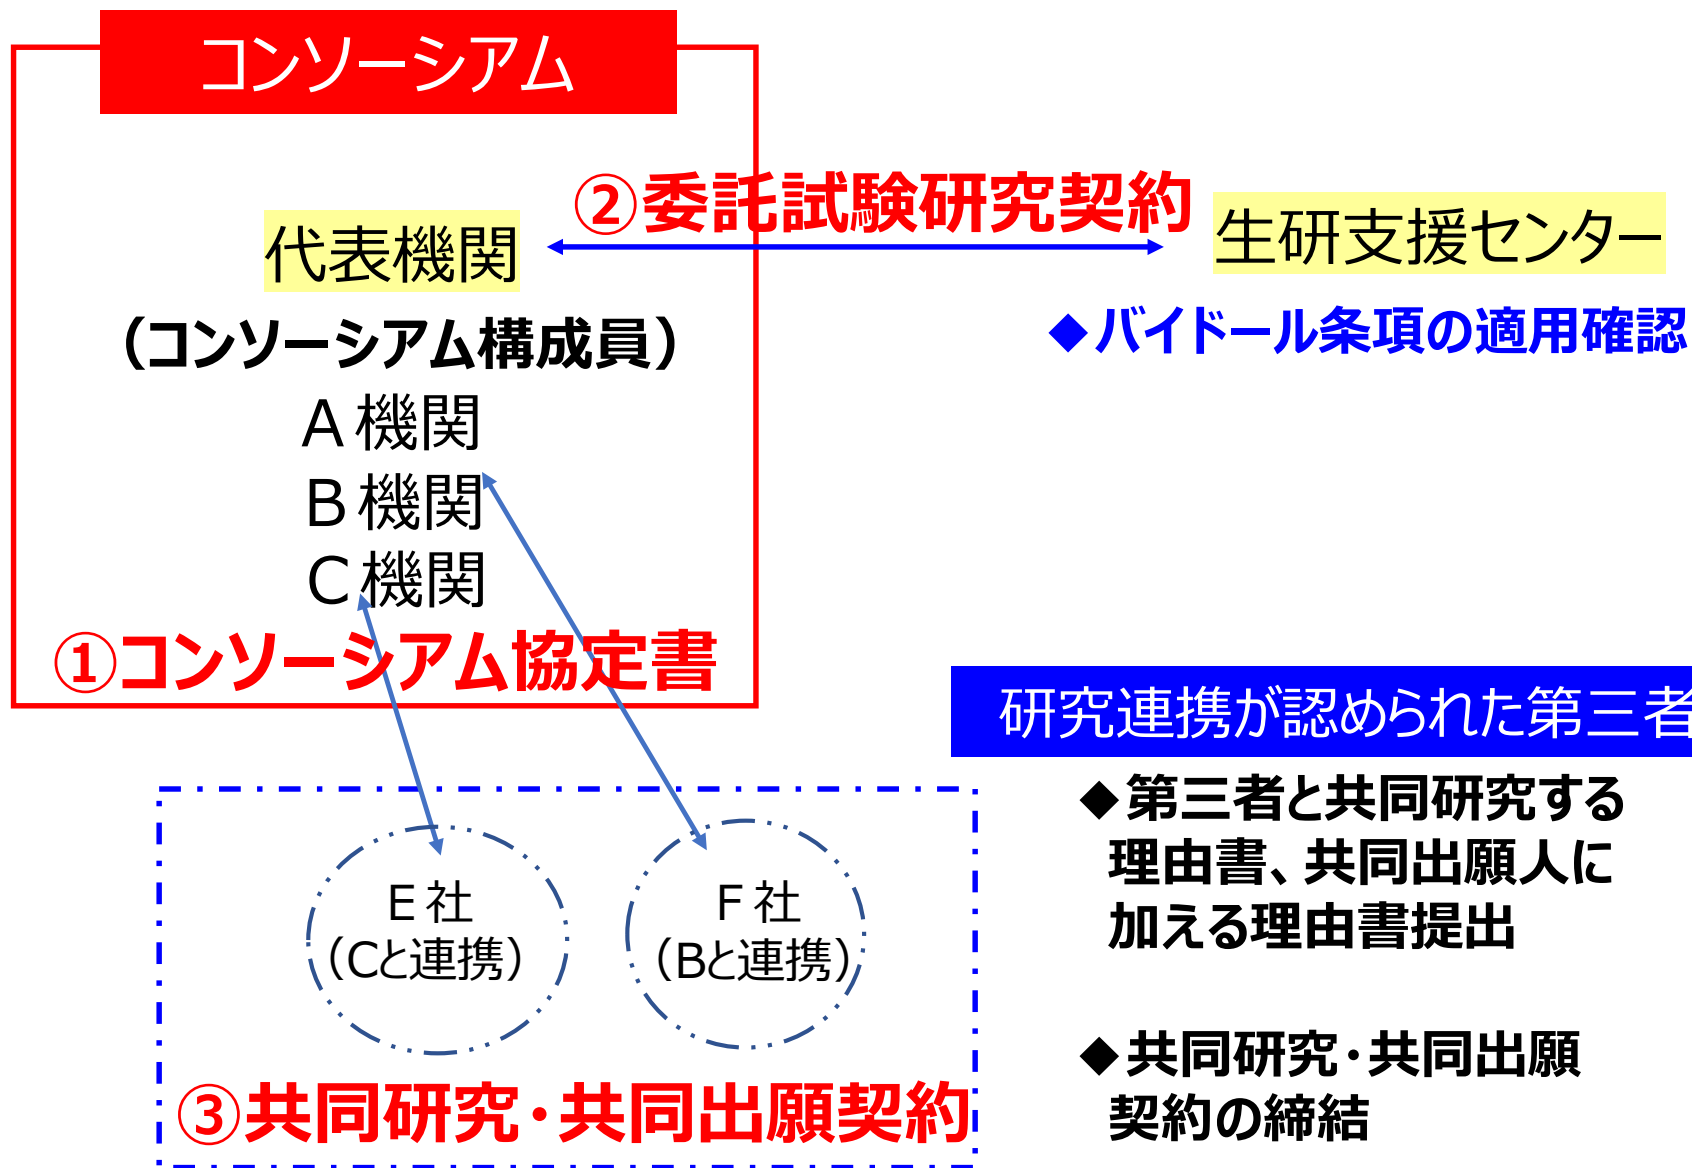 コンソーシアム
②委託試験研究契約
代表機関
生研支援センター
（コンソーシアム構成員）
◆バイドール条項の適用確認
Ａ機関
Ｂ機関
Ｃ機関
①コンソーシアム協定書
研究連携が認められた第三者
◆第三者と共同研究する
理由書、共同出願人に
加える理由書提出
Ｅ社
（Cと連携）
Ｆ社
（Bと連携）
◆共同研究・共同出願
契約の締結
③共同研究・共同出願契約